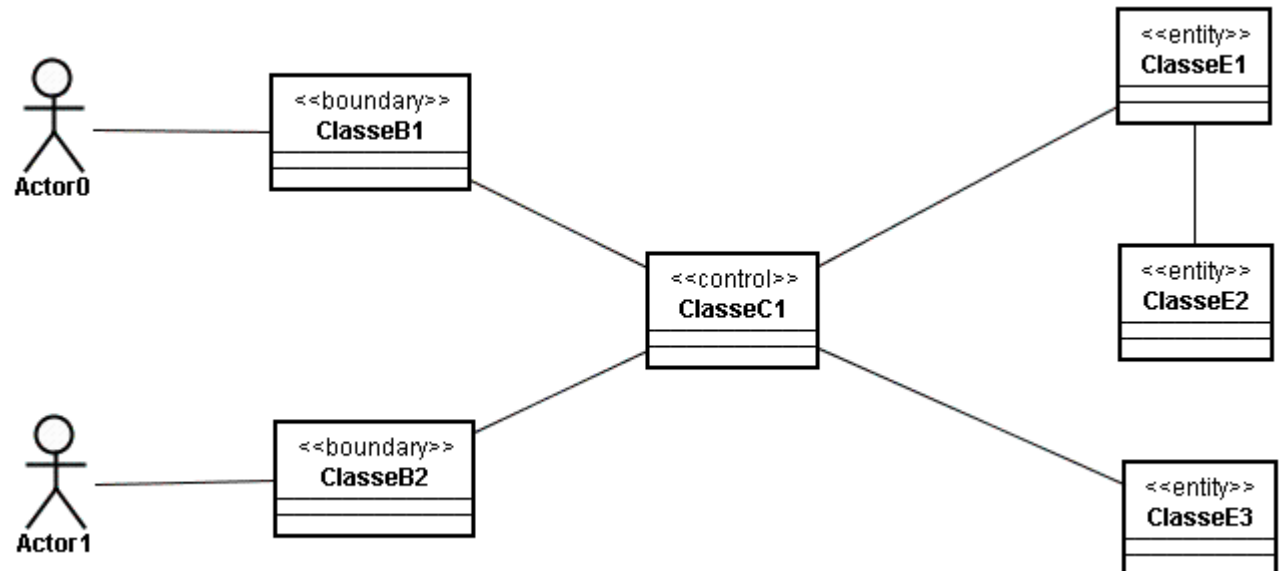 <<entity>>
ClasseE1
<<boundary>>
ClasseB1
Actor0
<<control>>
ClasseC1
<<entity>>
ClasseE2
<<boundary>>
ClasseB2
Actor1
<<entity>>
ClasseE3